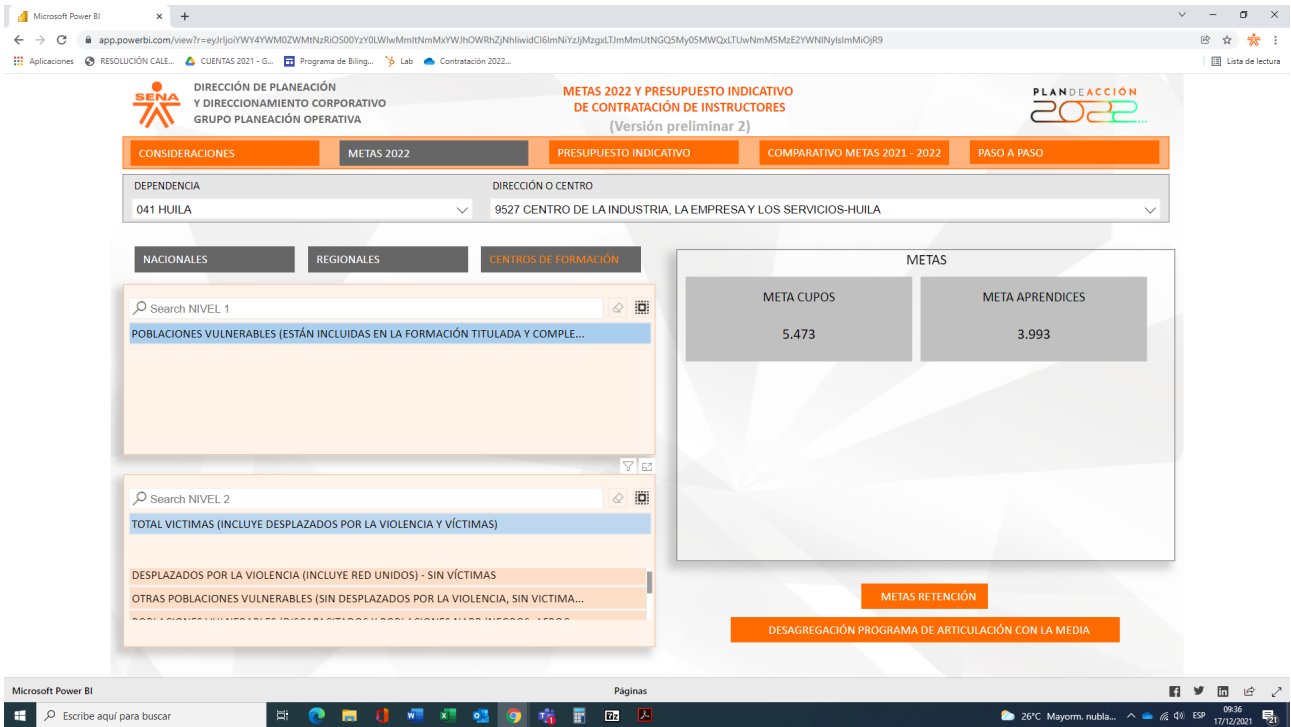 Microsoft Power BI
Aplicaciones
RESOLUCIÓN CALE...
CUENTAS 2021 - G...
Programa de Biling...
Lab
Contratación 2022...
Lista de lectura
SENA
DIRECCIÓN DE PLANEACIÓN
Y DIRECCIONAMIENTO CORPORATIVO
GRUPO PLANEACIÓN OPERATIVA
METAS 2022 Y PRESUPUESTO INDICATIVO
DE CONTRATACIÓN DE INSTRUCTORES
(Versión preliminar 2)
PLANDEACCIÓN
2022
CONSIDERACIONES
METAS 2022
PRESUPUESTO INDICATIVO
COMPARATIVO METAS 2021 - 2022
PASO A PASO
DEPENDENCIA
DIRECCIÓN O CENTRO
041 HUILA
9527 CENTRO DE LA INDUSTRIA, LA EMPRESA Y LOS SERVICIOS-HUILA
NACIONALES
REGIONALES
CENTROS DE FORMACIÓN
METAS
META CUPOS
META APRENDICES
5.473
3.993
Search NIVEL 1
POBLACIONES VULNERABLES (ESTÁN INCLUIDAS EN LA FORMACIÓN TITULADA Y COMPLE...
Search NIVEL 2
TOTAL VICTIMAS (INCLUYE DESPLAZADOS POR LA VIOLENCIA Y VÍCTIMAS)
DESPLAZADOS POR LA VIOLENCIA (INCLUYE RED UNIDOS) - SIN VÍCTIMAS
OTRAS POBLACIONES VULNERABLES (SIN DESPLAZADOS POR LA VIOLENCIA, SIN VICTIMA...
METAS RETENCIÓN
DESAGREGACIÓN PROGRAMA DE ARTICULACIÓN CON LA MEDIA
Microsoft Power BI
Páginas
Escribe aquí para buscar
26°C Mayorm. nubla...
ESP
09:36
17/12/2021